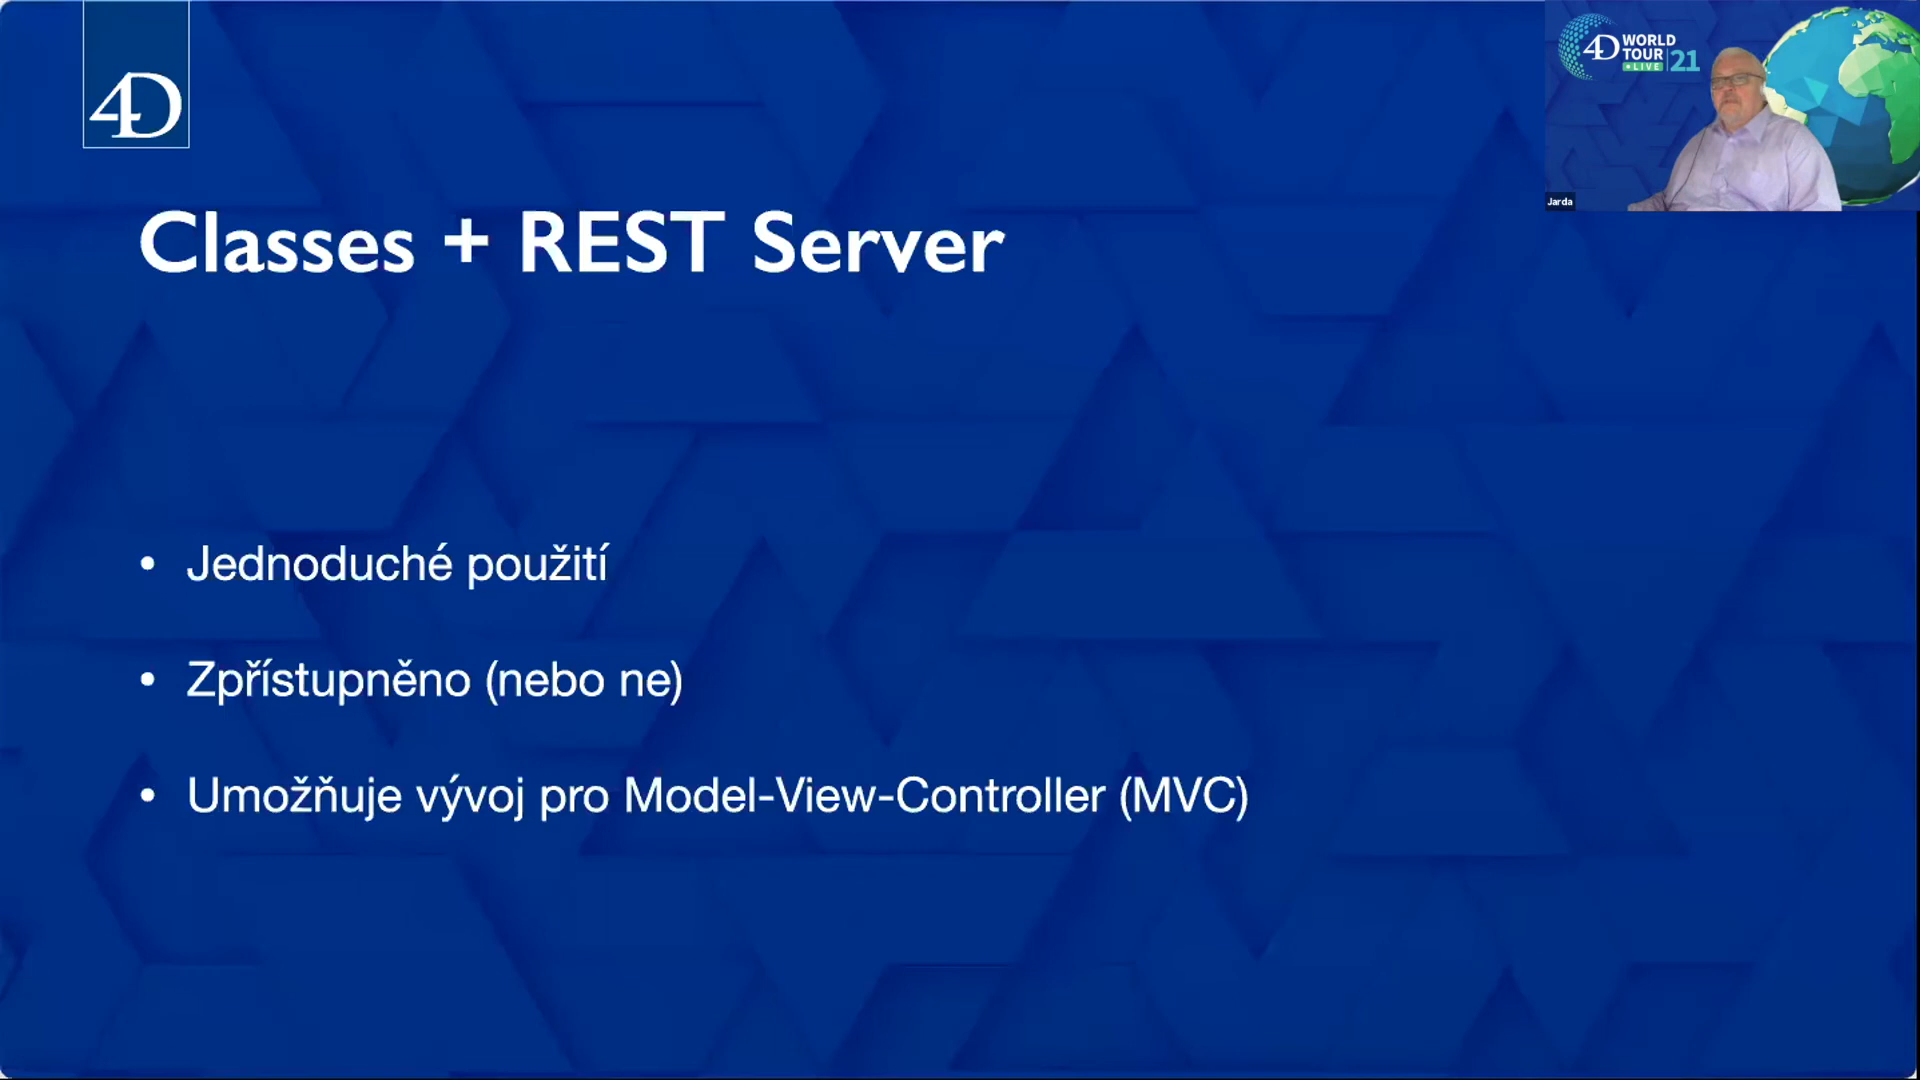 4D
4D WORLD
TOUR
• LIVE 21
Jarda
Classes + REST Server
• Jednoduché použití
• Zpřístupněno (nebo ne)
• Umožňuje vývoj pro Model-View-Controller (MVC)